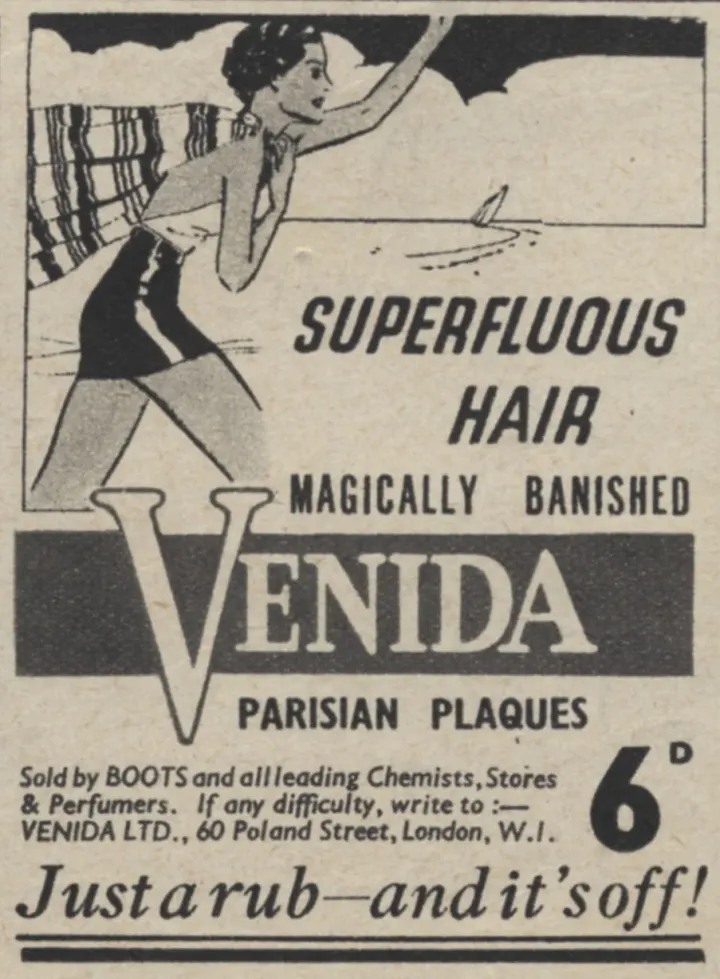 SUPERFLUOUS
HAIR
MAGICALLY BANISHED
VENIDA
PARISIAN PLAQUES
Sold by BOOTS and all leading Chemists, Stores
& Perfumers. If any difficulty, write to :—
VENIDA LTD., 60 Poland Street, London, W.1.
6D
Just a rub—and it's off!